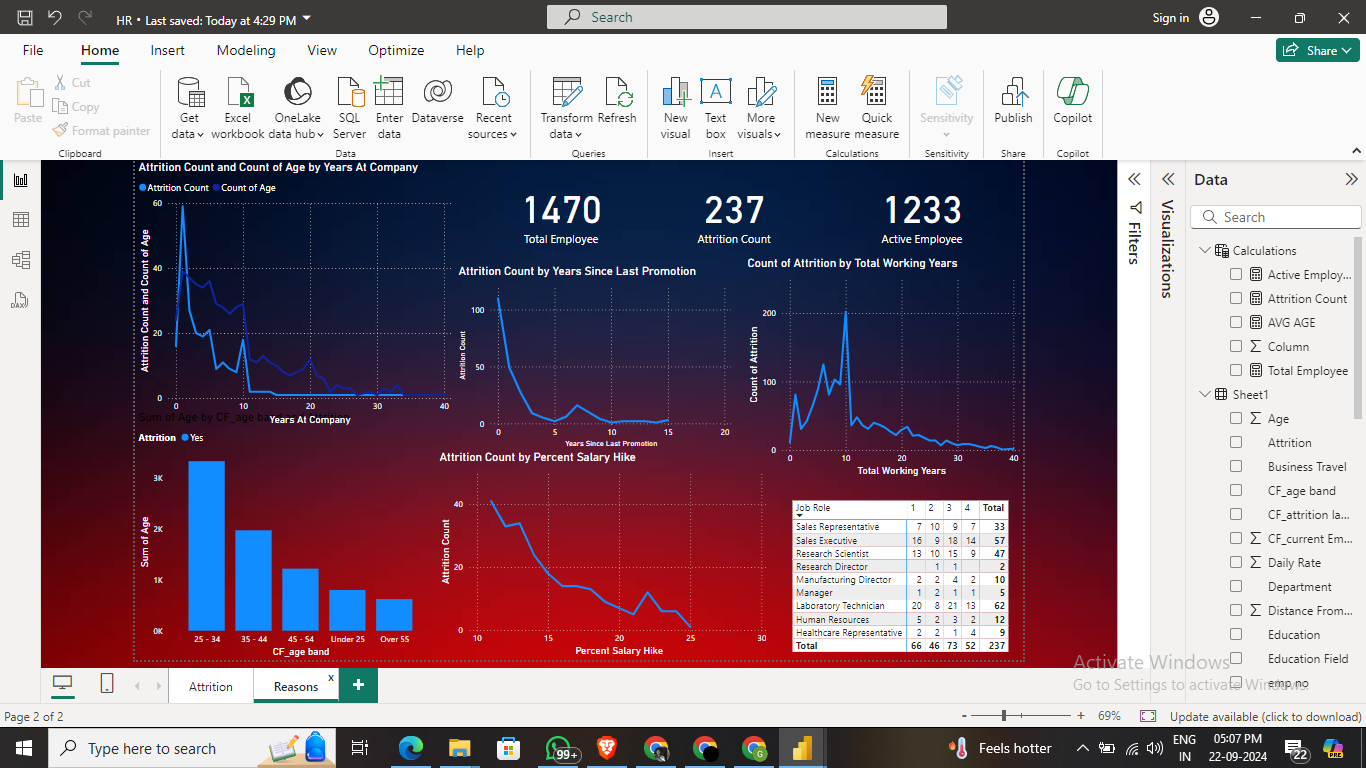 HR • Last saved: Today at 4:29 PM
Search
Sign in
File
Home
Insert
Modeling
View
Optimize
Help
Share
Paste
Cut
Copy
Format painter
Clipboard
Get data
Excel workbook
OneLake data hub
SQL Server
Enter data
Dataverse
Recent sources
Data
Transform data
Refresh
Queries
New visual
Text box
More visuals
Insert
New measure
Quick measure
Calculations
Sensitivity
Sensitivity
Publish
Share
Copilot
Copilot
Attrition Count and Count of Age by Years At Company
Attrition Count
Count of Age
Attrition Count and Count of Age
60
40
20
0
0 10 20 30 40
Years At Company
1470
Total Employee
237
Attrition Count
1233
Active Employee
Attrition Count by Years Since Last Promotion
Attrition Count
100
50
0
0 5 10 15 20
Years Since Last Promotion
Count of Attrition by Total Working Years
Count of Attrition
200
100
0
0 10 20 30 40
Total Working Years
Sum of Age by CF_age band
Attrition
Yes
Sum of Age
3K
2K
1K
0K
25 - 34 35 - 44 45 - 54 Under 25 Over 55
CF_age band
Attrition Count by Percent Salary Hike
Attrition Count
40
20
0
10 15 20 25 30
Percent Salary Hike
Job Role 1 2 3 4 Total
Sales Representative 7 10 9 7 33
Sales Executive 16 9 18 14 57
Research Scientist 13 10 15 9 47
Research Director 1 1 2
Manufacturing Director 2 2 4 2 10
Manager 1 2 1 1 5
Laboratory Technician 20 8 21 13 62
Human Resources 5 2 3 2 12
Healthcare Representative 2 2 1 4 9
Total 66 46 73 52 237
Filters
Visualizations
Data
Search
Calculations
Active Employ...
Attrition Count
AVG AGE
Column
Total Employee
Sheet1
Age
Attrition
Business Travel
CF_age band
CF_attrition la...
CF_current Em...
Daily Rate
Department
Distance From...
Education
Education Field
emp no
Activate Windows
Go to Settings to activate Windows.
Attrition
Reasons
x
+
Page 2 of 2
- + 69%
Update available (click to download)
Type here to search
99+
G
Feels hotter
ENG
IN
05:07 PM
22-09-2024
22
PRE